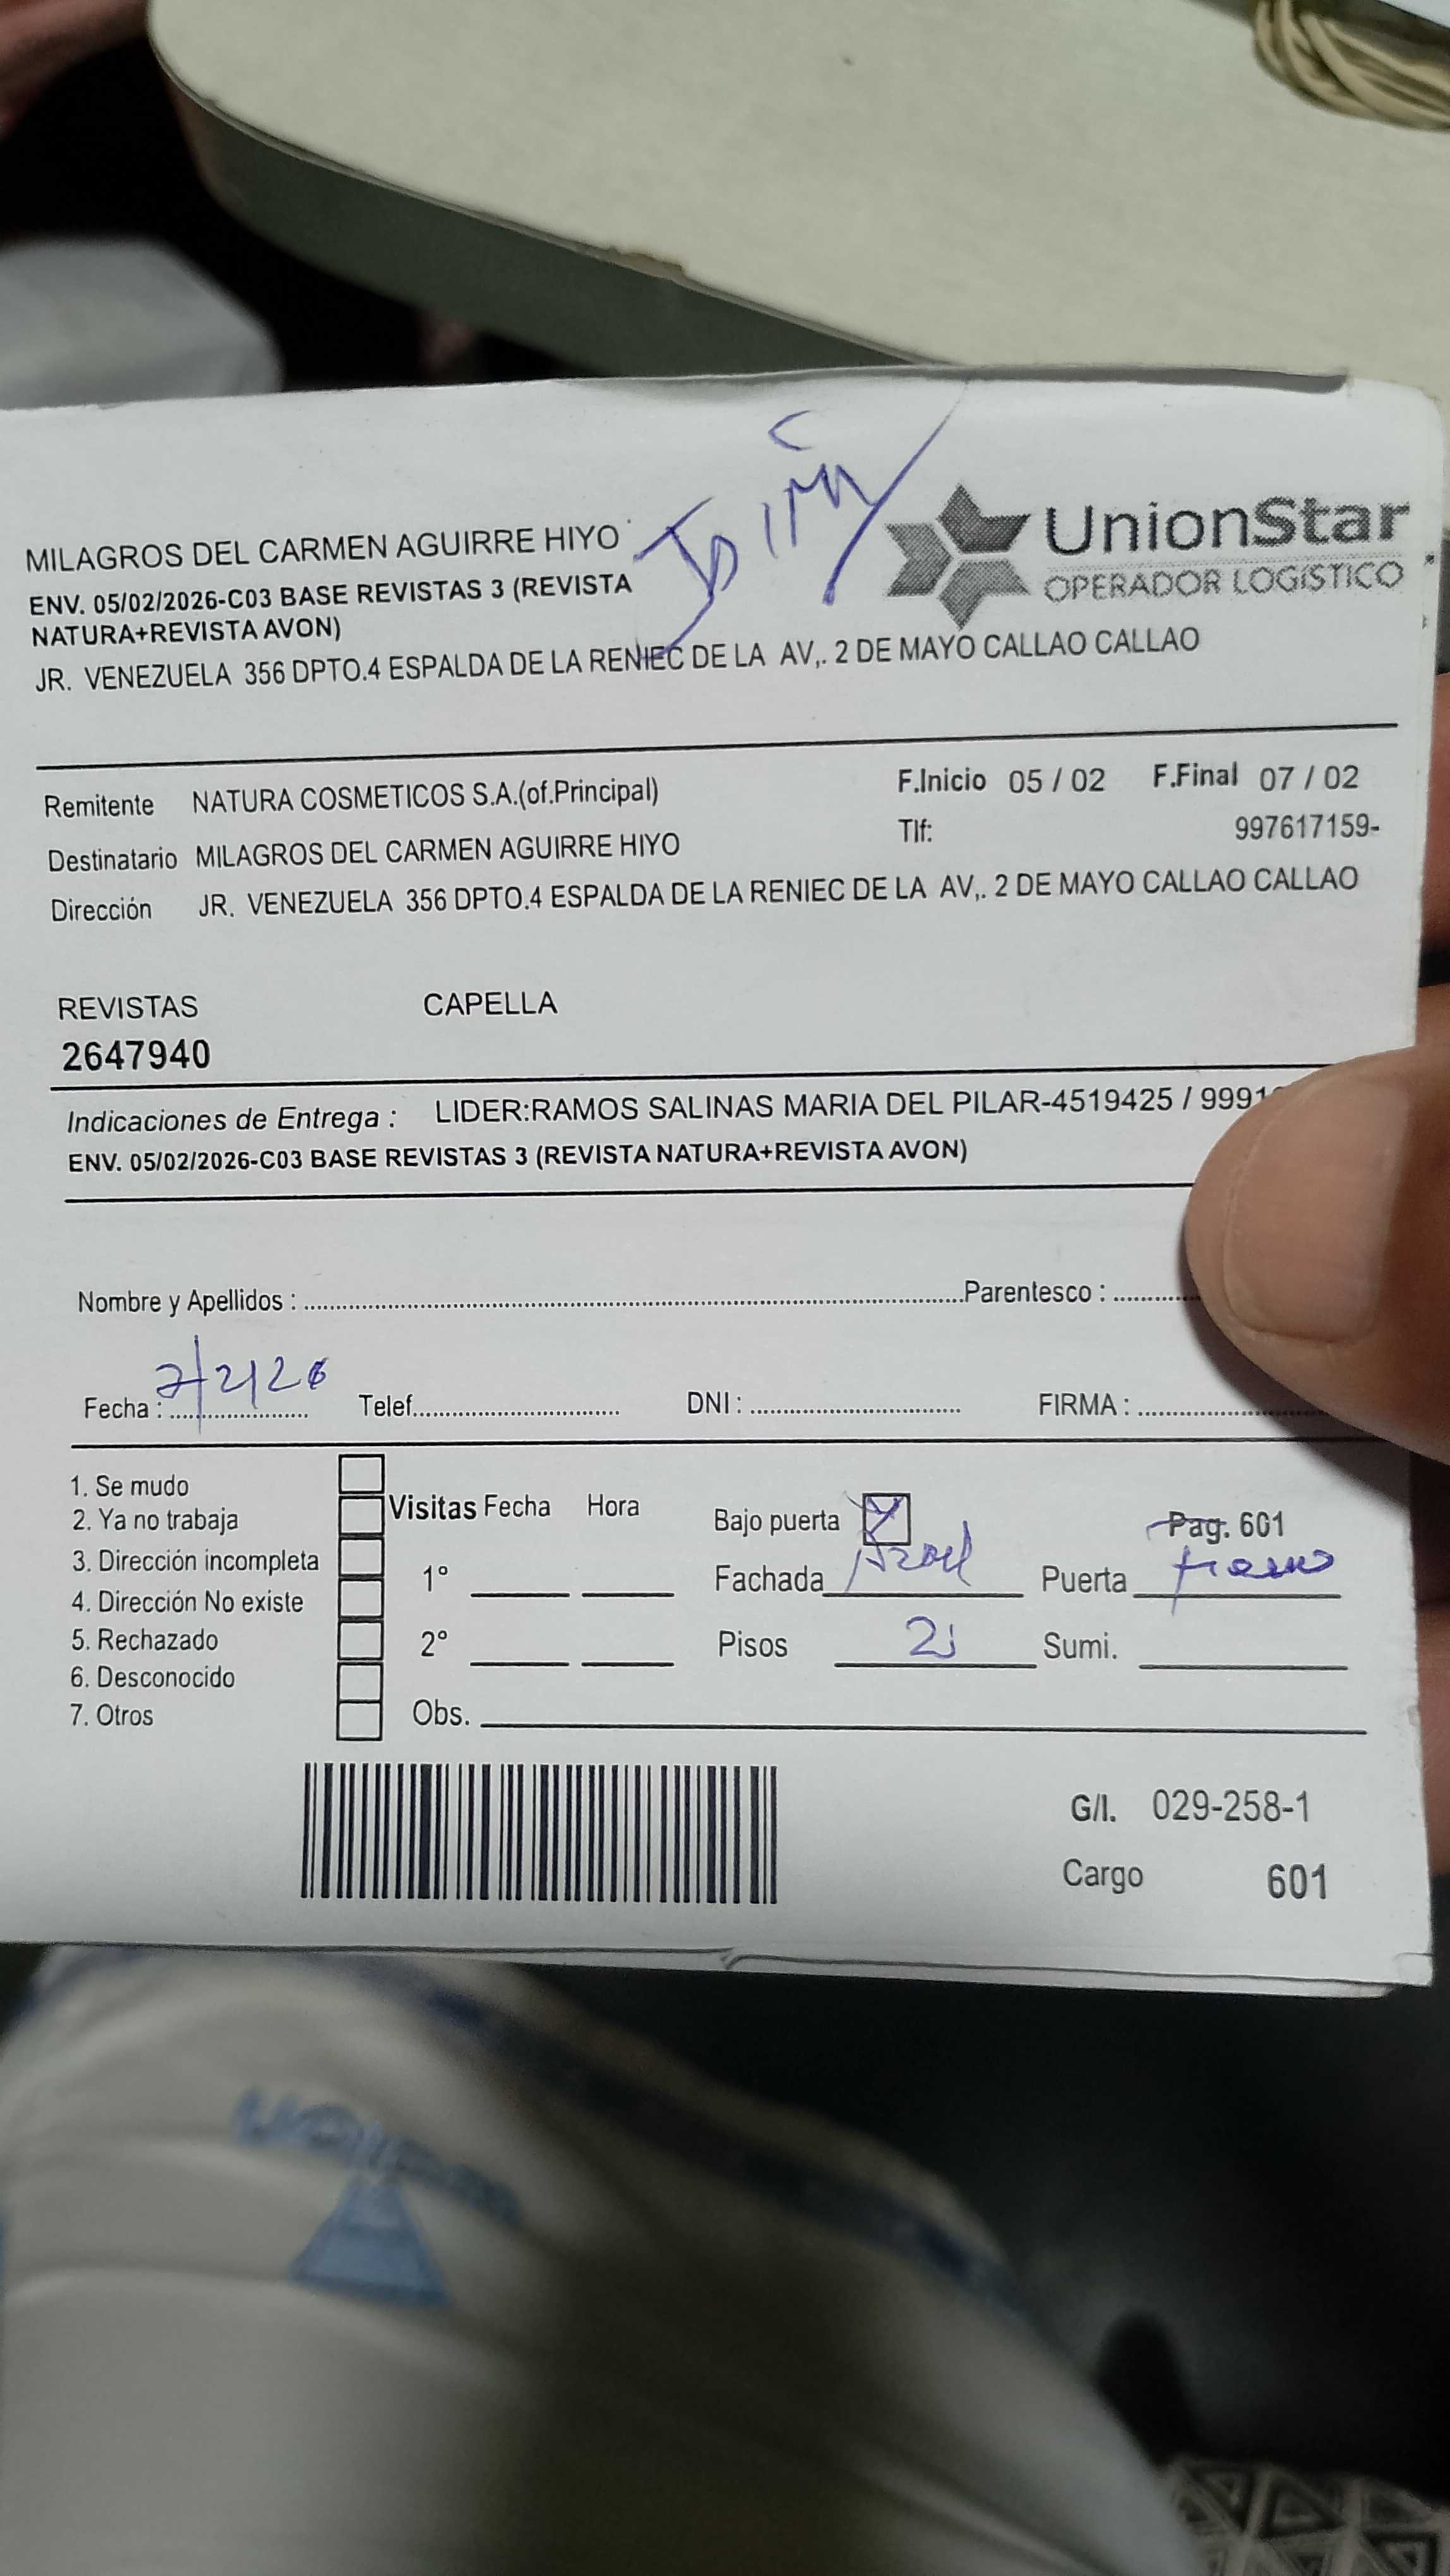 MILAGROS DEL CARMEN AGUIRRE HIYO
ENV. 05/02/2026-C03 BASE REVISTAS 3 (REVISTA
NATURA+REVISTA AVON)
JR. VENEZUELA 356 DPTO.4 ESPALDA DE LA RENIEC DE LA AV,. 2 DE MAYO CALLAO CALLAO
UnionStar
OPERADOR LOGÍSTICO
Remitente NATURA COSMETICOS S.A.(of.Principal) F.Inicio 05 / 02 F.Final 07 / 02
Destinatario MILAGROS DEL CARMEN AGUIRRE HIYO Tlf: 997617159-
Dirección JR. VENEZUELA 356 DPTO.4 ESPALDA DE LA RENIEC DE LA AV,. 2 DE MAYO CALLAO CALLAO
REVISTAS CAPELLA
2647940
Indicaciones de Entrega : LIDER:RAMOS SALINAS MARIA DEL PILAR-4519425 / 9991
ENV. 05/02/2026-C03 BASE REVISTAS 3 (REVISTA NATURA+REVISTA AVON)
Nombre y Apellidos : Parentesco :
Fecha : 7/2/26 Telef. DNI : FIRMA :
1. Se mudo
2. Ya no trabaja
3. Dirección incompleta
4. Dirección No existe
5. Rechazado
6. Desconocido
7. Otros
Visitas Fecha Hora
1°
2°
Obs.
Bajo puerta Pag. 601
Fachada Puerta
Pisos 2 Sumi.
G/I. 029-258-1
Cargo 601